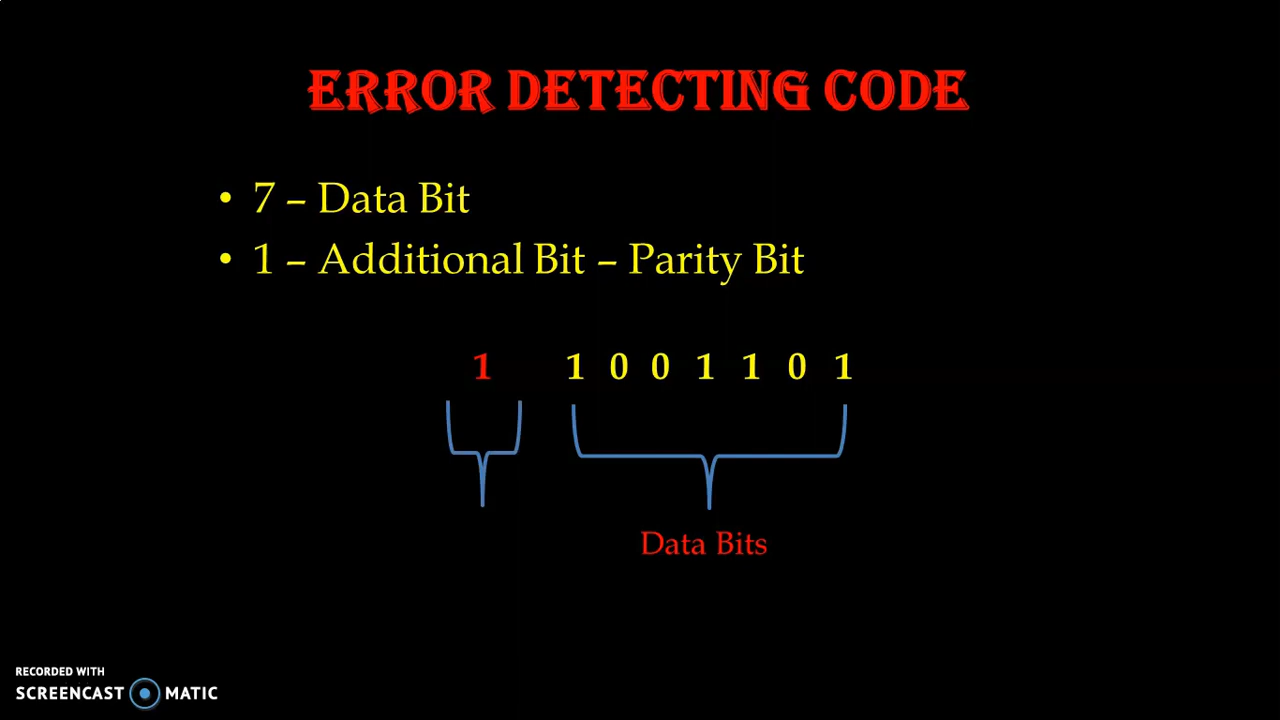 ERROR DETECTING CODE
• 7 – Data Bit
• 1 – Additional Bit – Parity Bit
1 1 0 0 1 1 0 1
Data Bits
RECORDED WITH
SCREENCAST MATIC